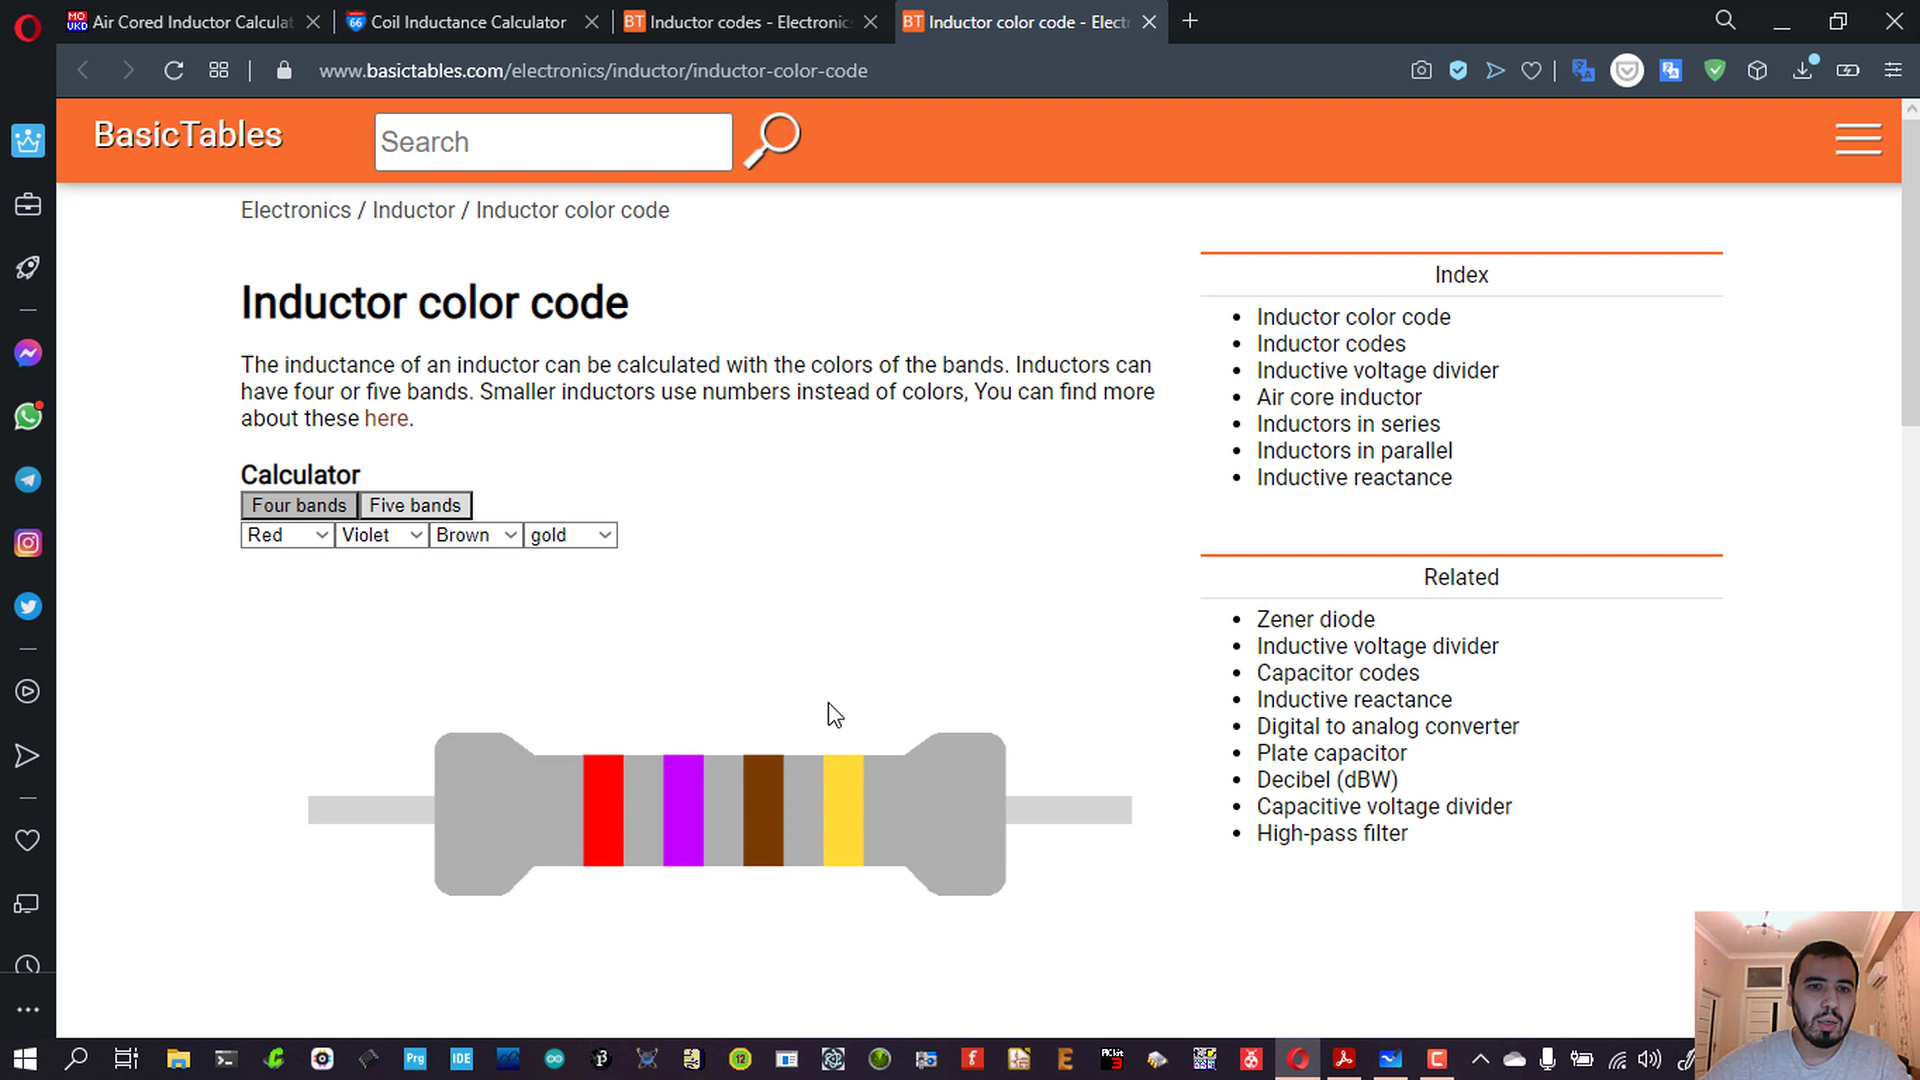 Air Cored Inductor Calculat
Coil Inductance Calculator
BT Inductor codes - Electronics
BT Inductor color code - Elect
www.basictables.com/electronics/inductor/inductor-color-code
BasicTables
Search
Electronics / Inductor / Inductor color code
Inductor color code
The inductance of an inductor can be calculated with the colors of the bands. Inductors can
have four or five bands. Smaller inductors use numbers instead of colors, You can find more
about these here.
Calculator
Four bands Five bands
Red Violet Brown gold
Index
Inductor color code
Inductor codes
Inductive voltage divider
Air core inductor
Inductors in series
Inductors in parallel
Inductive reactance
Related
Zener diode
Inductive voltage divider
Capacitor codes
Inductive reactance
Digital to analog converter
Plate capacitor
Decibel (dBW)
Capacitive voltage divider
High-pass filter
Prg IDE